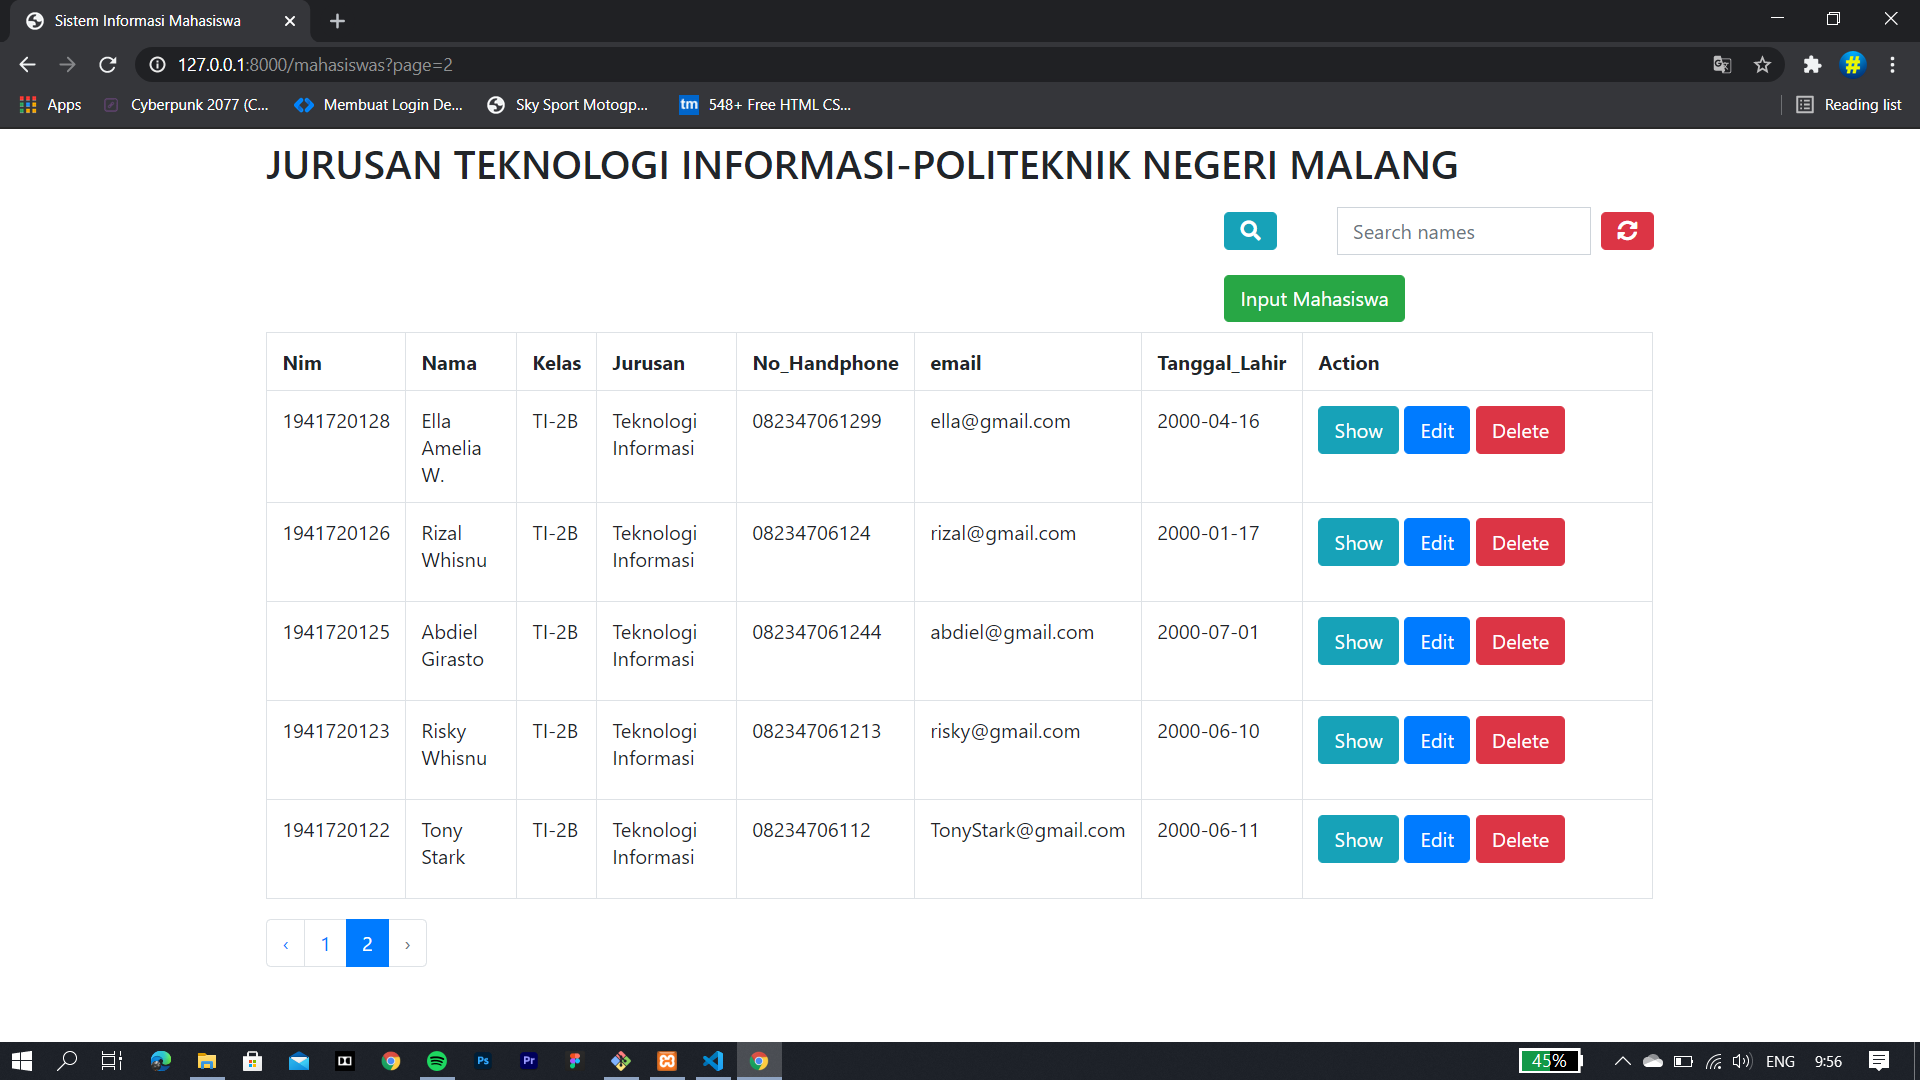 Sistem Informasi Mahasiswa
127.0.0.1:8000/mahasiswas?page=2
Apps
Cyberpunk 2077 (C...
Membuat Login De...
Sky Sport Motogp...
tm
548+ Free HTML CS...
Reading list
JURUSAN TEKNOLOGI INFORMASI-POLITEKNIK NEGERI MALANG
Search names
Input Mahasiswa
Nim Nama Kelas Jurusan No_Handphone email Tanggal_Lahir Action
1941720128 Ella TI-2B Teknologi 082347061299 ella@gmail.com 2000-04-16 Show Edit Delete
Amelia Informasi
W.
1941720126 Rizal TI-2B Teknologi 08234706124 rizal@gmail.com 2000-01-17 Show Edit Delete
Whisnu Informasi
1941720125 Abdiel TI-2B Teknologi 082347061244 abdiel@gmail.com 2000-07-01 Show Edit Delete
Girasto Informasi
1941720123 Risky TI-2B Teknologi 082347061213 risky@gmail.com 2000-06-10 Show Edit Delete
Whisnu Informasi
1941720122 Tony TI-2B Teknologi 08234706112 TonyStark@gmail.com 2000-06-11 Show Edit Delete
Stark Informasi
‹ 1 2 ›
Ps
Pr
45%
ENG
9:56